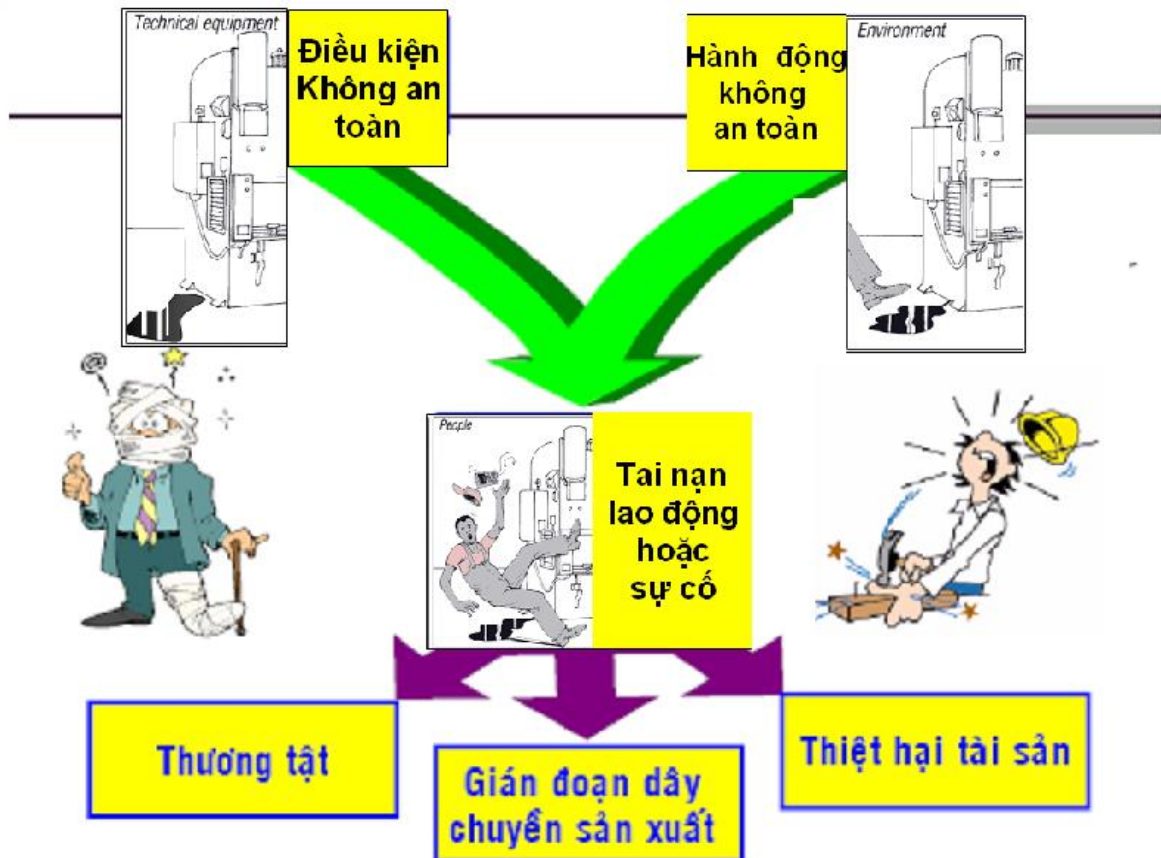 Technical equipment
Điều kiện
Không an
toàn
Hành động
không
an toàn
Environment
People
Tai nạn
lao động
hoặc
sự cố
Thương tật
Gián đoạn dây
chuyền sản xuất
Thiệt hại tài sản